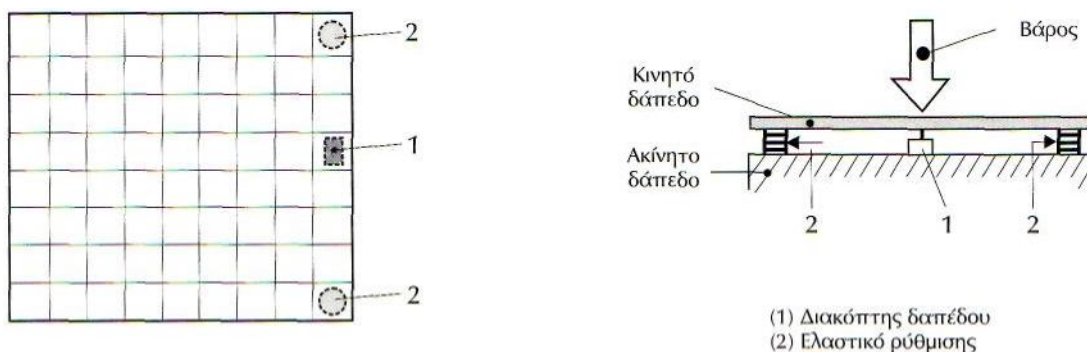 2
1
2
Βάρος
Κινητό
δάπεδο
Ακίνητο
δάπεδο
2
1
2
(1) Διακόπτης δαπέδου
(2) Ελαστικό ρύθμισης